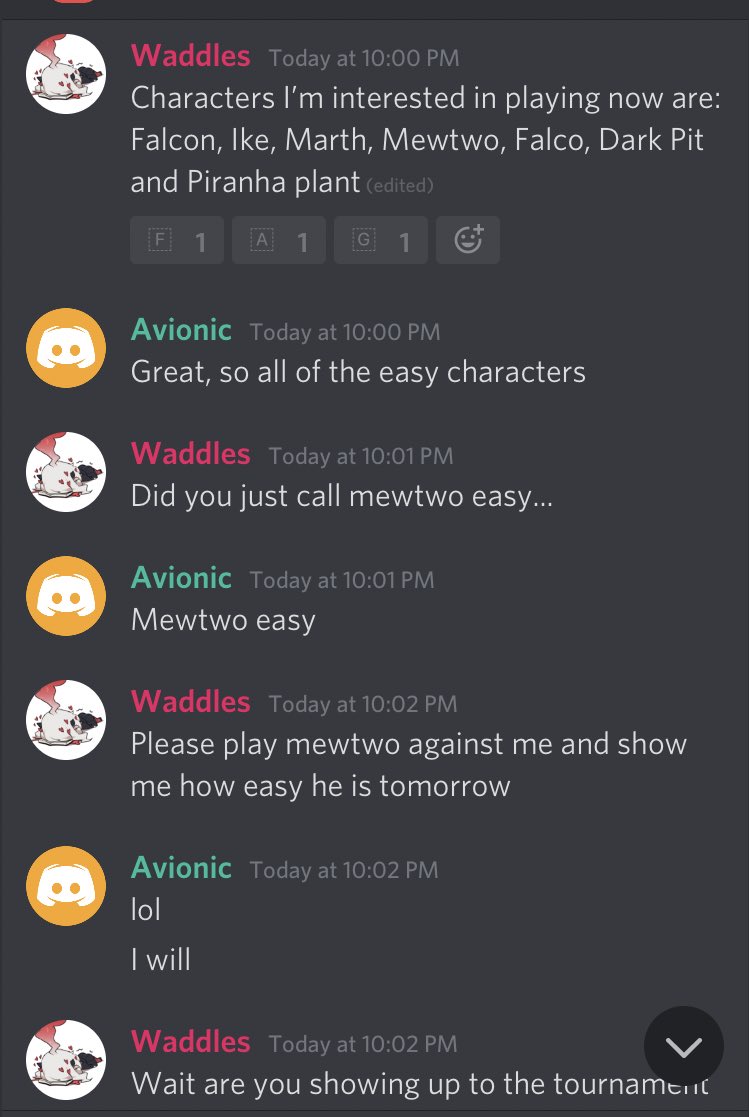 Waddles Today at 10:00 PM
Characters I'm interested in playing now are:
Falcon, Ike, Marth, Mewtwo, Falco, Dark Pit
and Piranha plant (edited)
F 1 A 1 G 1
Avionic Today at 10:00 PM
Great, so all of the easy characters
Waddles Today at 10:01 PM
Did you just call mewtwo easy...
Avionic Today at 10:01 PM
Mewtwo easy
Waddles Today at 10:02 PM
Please play mewtwo against me and show
me how easy he is tomorrow
Avionic Today at 10:02 PM
lol
I will
Waddles Today at 10:02 PM
Wait are you showing up to the tournament